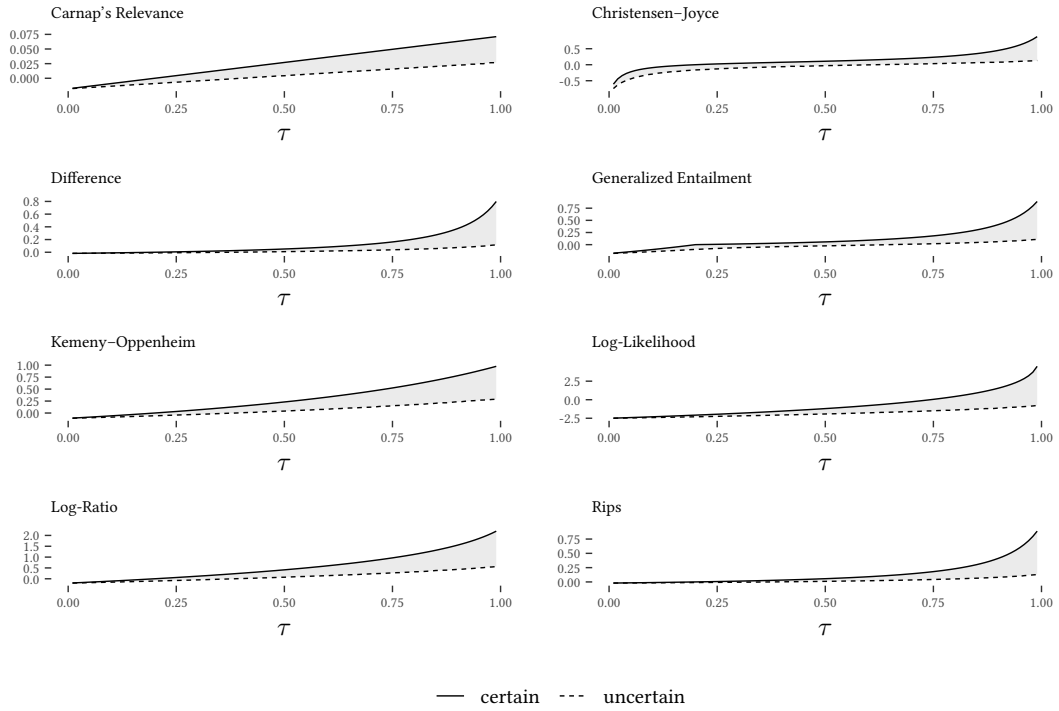 Carnap's Relevance
0.075
0.050
0.025
0.000
0.00 0.25 0.50 0.75 1.00
τ
Christensen–Joyce
0.5
0.0
-0.5
0.00 0.25 0.50 0.75 1.00
τ
Difference
0.8
0.6
0.4
0.2
0.0
0.00 0.25 0.50 0.75 1.00
τ
Generalized Entailment
0.75
0.50
0.25
0.00
0.00 0.25 0.50 0.75 1.00
τ
Kemeny–Oppenheim
1.00
0.75
0.50
0.25
0.00
0.00 0.25 0.50 0.75 1.00
τ
Log-Likelihood
2.5
0.0
-2.5
0.00 0.25 0.50 0.75 1.00
τ
Log-Ratio
2.0
1.5
1.0
0.5
0.0
0.00 0.25 0.50 0.75 1.00
τ
Rips
0.75
0.50
0.25
0.00
0.00 0.25 0.50 0.75 1.00
τ
certain uncertain